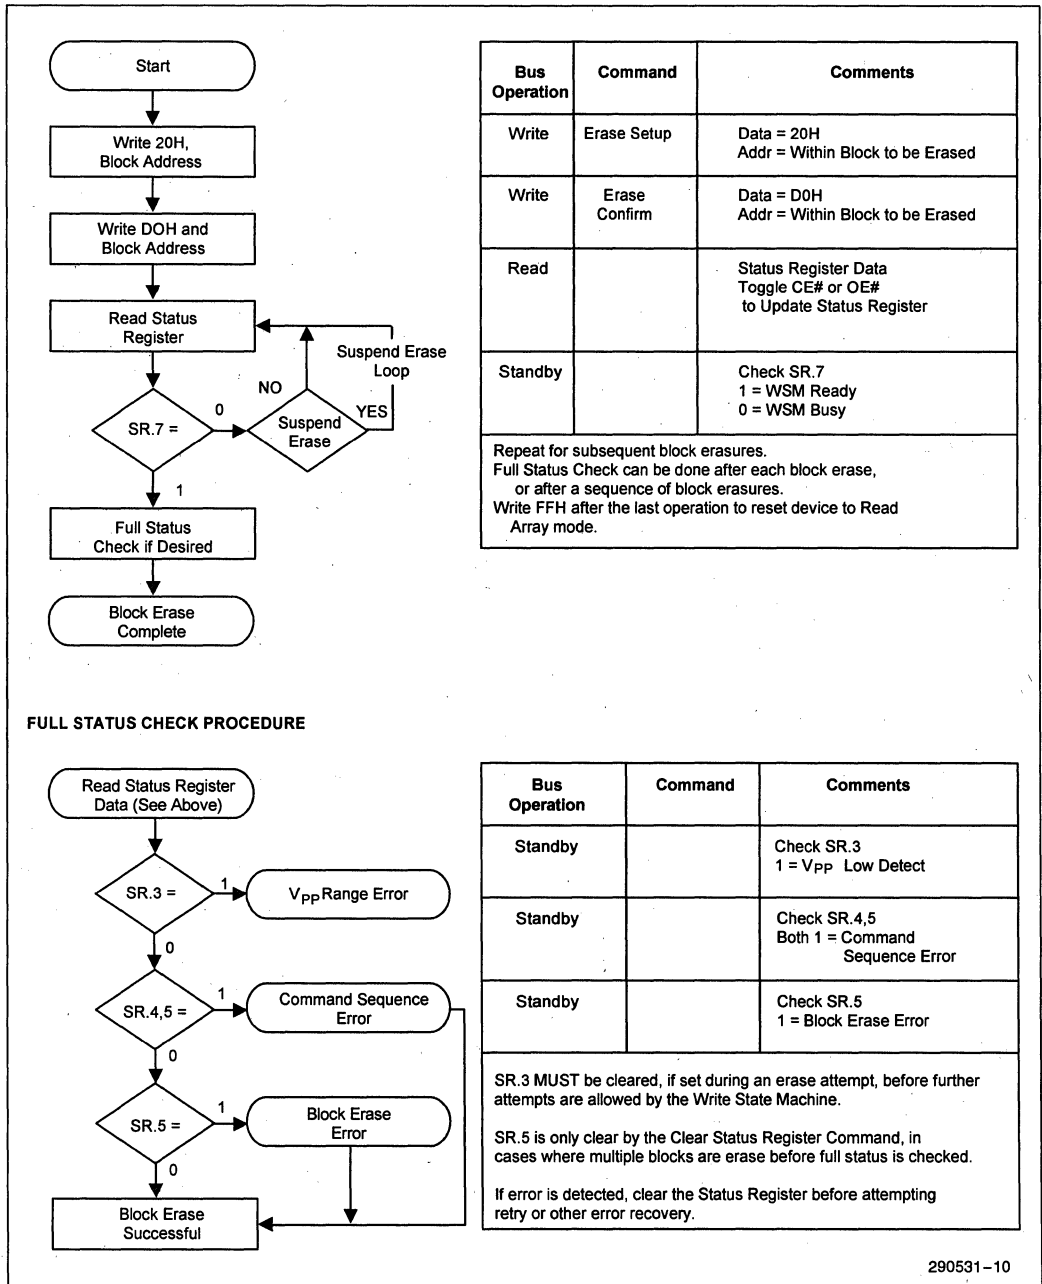 Start
Write 20H,
Block Address
Write DOH and
Block Address
Read Status
Register
Suspend Erase
Loop
NO
YES
0
SR.7 =
Suspend
Erase
1
Full Status
Check if Desired
Block Erase
Complete
Bus
Operation
Command
Comments
Write
Erase Setup
Data = 20H
Addr = Within Block to be Erased
Write
Erase
Confirm
Data = D0H
Addr = Within Block to be Erased
Read
Status Register Data
Toggle CE# or OE#
to Update Status Register
Standby
Check SR.7
1 = WSM Ready
0 = WSM Busy
Repeat for subsequent block erasures.
Full Status Check can be done after each block erase,
or after a sequence of block erasures.
Write FFH after the last operation to reset device to Read
Array mode.
FULL STATUS CHECK PROCEDURE
Read Status Register
Data (See Above)
SR.3 =
1
VPP Range Error
0
SR.4,5 =
1
Command Sequence
Error
0
SR.5 =
1
Block Erase
Error
0
Block Erase
Successful
Bus
Operation
Command
Comments
Standby
Check SR.3
1 = VPP Low Detect
Standby
Check SR.4,5
Both 1 = Command
Sequence Error
Standby
Check SR.5
1 = Block Erase Error
SR.3 MUST be cleared, if set during an erase attempt, before further
attempts are allowed by the Write State Machine.
SR.5 is only clear by the Clear Status Register Command, in
cases where multiple blocks are erase before full status is checked.
If error is detected, clear the Status Register before attempting
retry or other error recovery.
290531–10